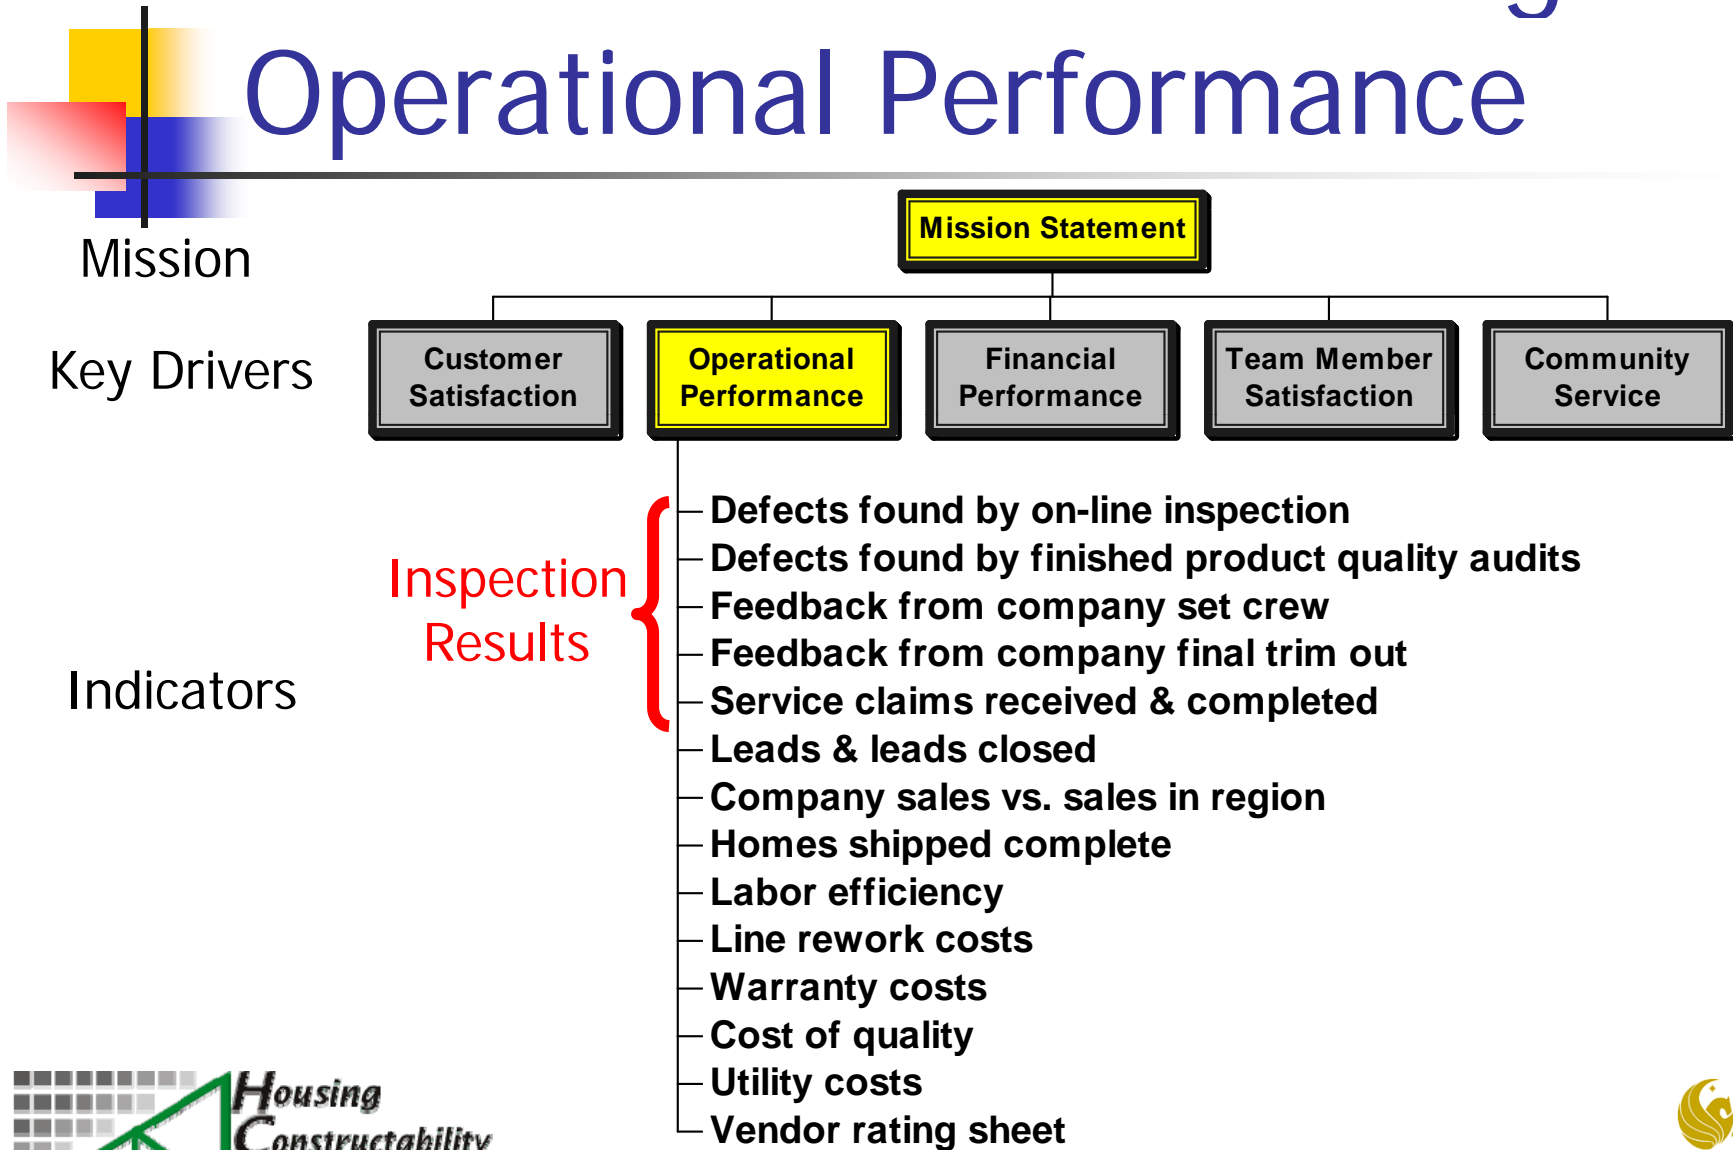 Operational Performance
Mission Statement
Mission
Key Drivers
Customer
Satisfaction
Operational
Performance
Financial
Performance
Team Member
Satisfaction
Community
Service
Inspection
Results
Indicators
Defects found by on-line inspection
Defects found by finished product quality audits
Feedback from company set crew
Feedback from company final trim out
Service claims received & completed
Leads & leads closed
Company sales vs. sales in region
Homes shipped complete
Labor efficiency
Line rework costs
Warranty costs
Cost of quality
Utility costs
Vendor rating sheet
Housing
Constructability